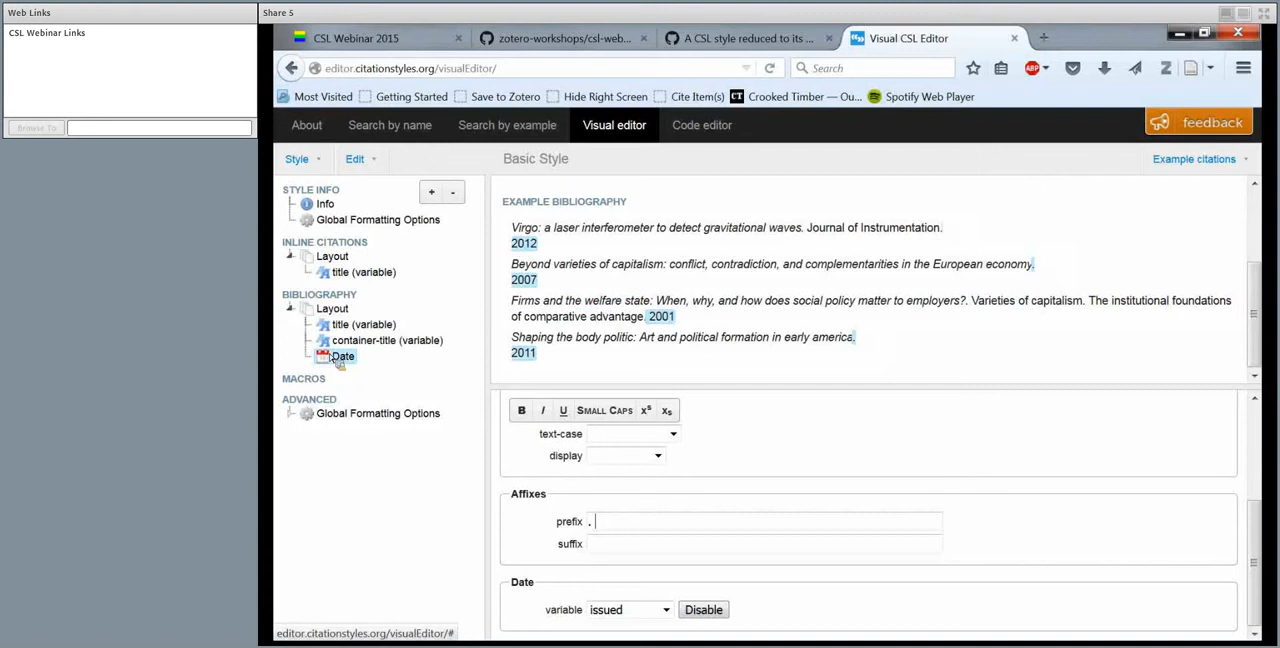 Web Links
CSL Webinar Links
Browse To
Share 5
CSL Webinar 2015
zotero-workshops/csl-web...
A CSL style reduced to its ...
Visual CSL Editor
editor.citationstyles.org/visualEditor/
Search
ABP
Most Visited
Getting Started
Save to Zotero
Hide Right Screen
Cite Item(s)
CT Crooked Timber — Ou...
Spotify Web Player
About
Search by name
Search by example
Visual editor
Code editor
feedback
Style
Edit
Basic Style
Example citations
STYLE INFO
+ -
Info
Global Formatting Options
INLINE CITATIONS
Layout
title (variable)
BIBLIOGRAPHY
Layout
title (variable)
container-title (variable)
Date
MACROS
ADVANCED
Global Formatting Options
EXAMPLE BIBLIOGRAPHY
Virgo: a laser interferometer to detect gravitational waves. Journal of Instrumentation.
2012
Beyond varieties of capitalism: conflict, contradiction, and complementarities in the European economy.
2007
Firms and the welfare state: When, why, and how does social policy matter to employers?. Varieties of capitalism. The institutional foundations
of comparative advantage. 2001
Shaping the body politic: Art and political formation in early america.
2011
B I U SMALL CAPS xs xs
text-case
display
Affixes
prefix .
suffix
Date
variable issued Disable
editor.citationstyles.org/visualEditor/#